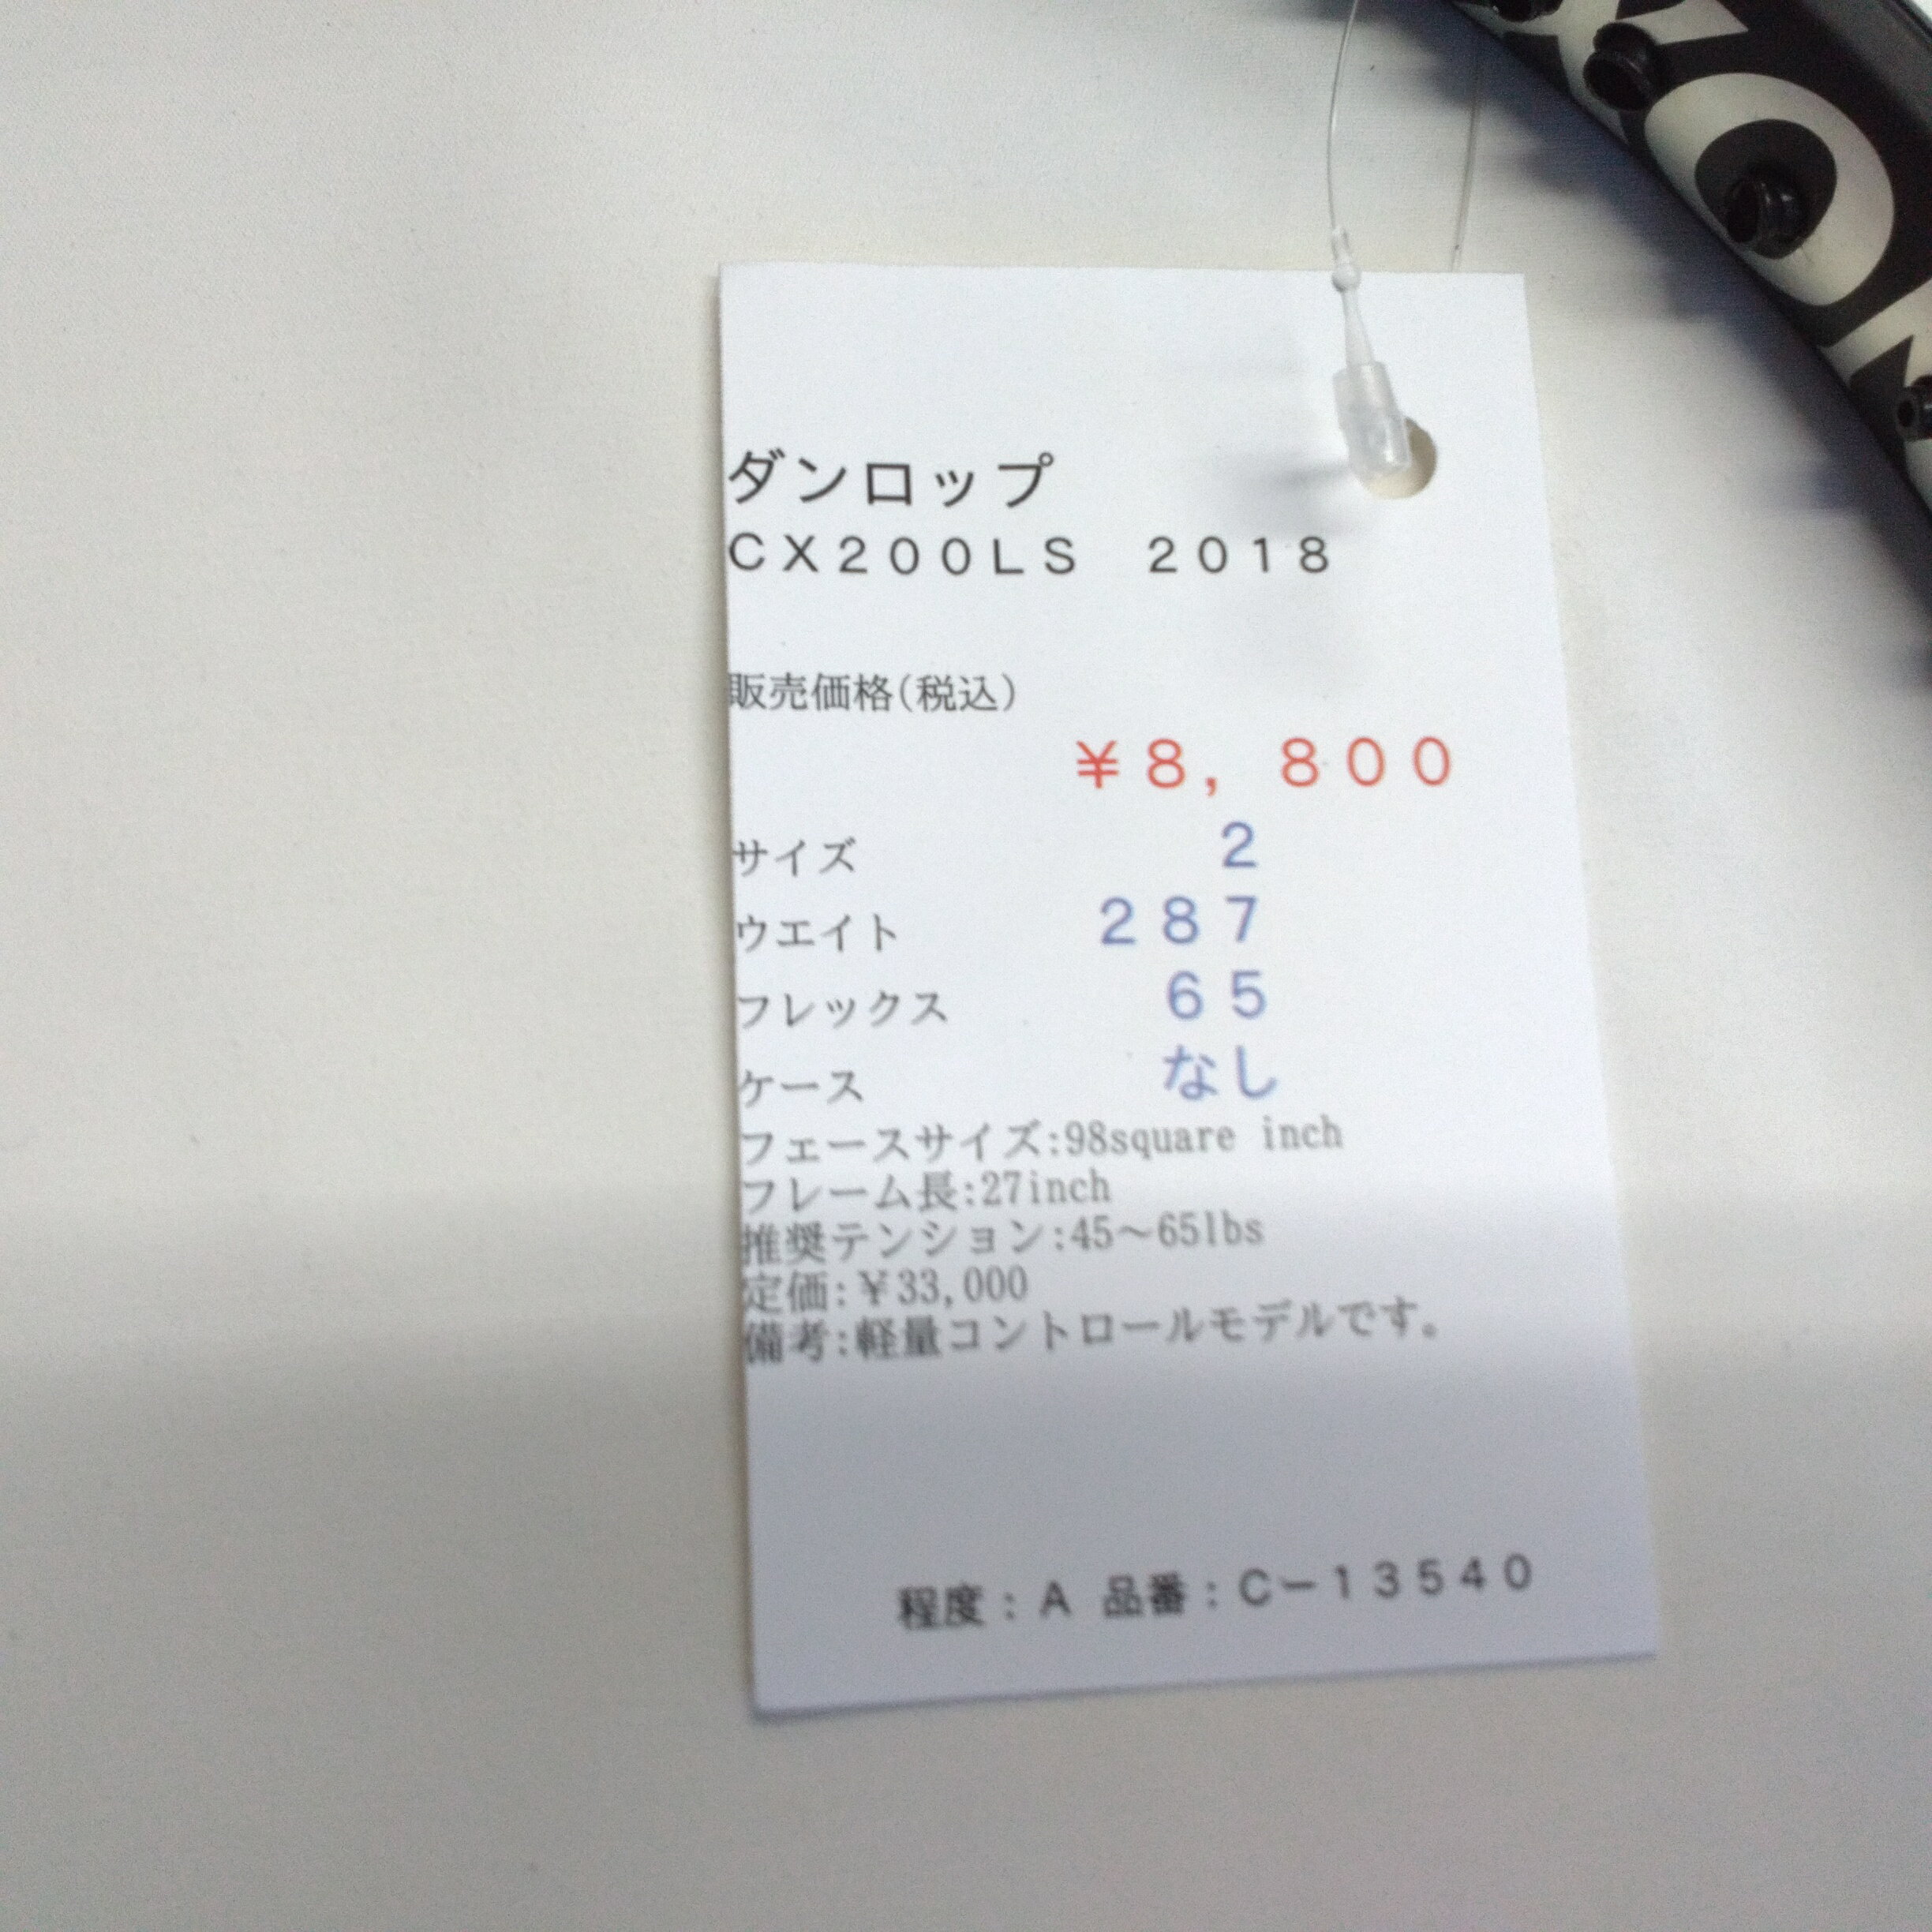 ダンロップ
CX200LS 2018
販売価格(税込)
¥8,800
サイズ 2
ウエイト 287
フレックス 65
ケース なし
フェースサイズ:98square inch
フレーム長:27inch
推奨テンション:45～65lbs
定価:¥33,000
備考:軽量コントロールモデルです。
程度:A 品番:C－13540